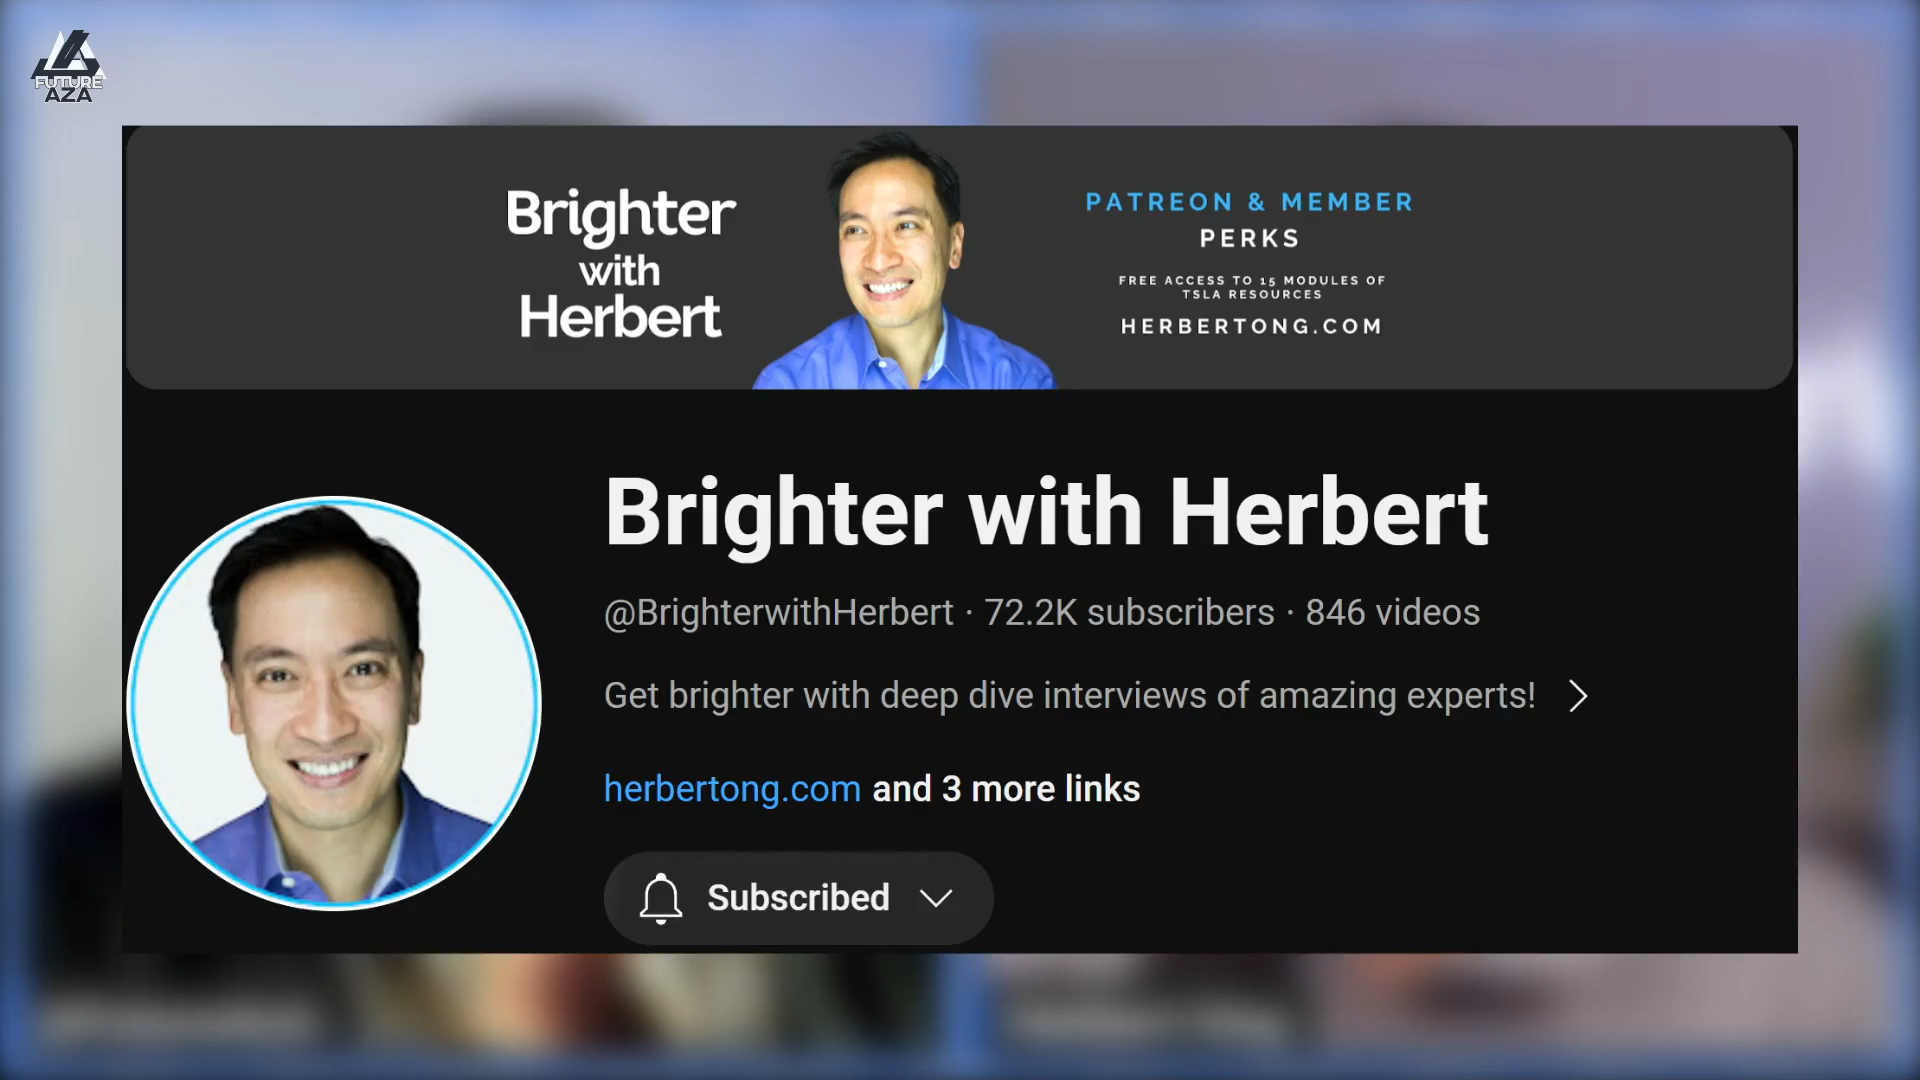 FUTURE
AZA
Brighter
with
Herbert
PATREON & MEMBER
PERKS
FREE ACCESS TO 15 MODULES OF
TSLA RESOURCES
HERBERTONG.COM
Brighter with Herbert
@BrighterwithHerbert · 72.2K subscribers · 846 videos
Get brighter with deep dive interviews of amazing experts!
herbertong.com and 3 more links
Subscribed